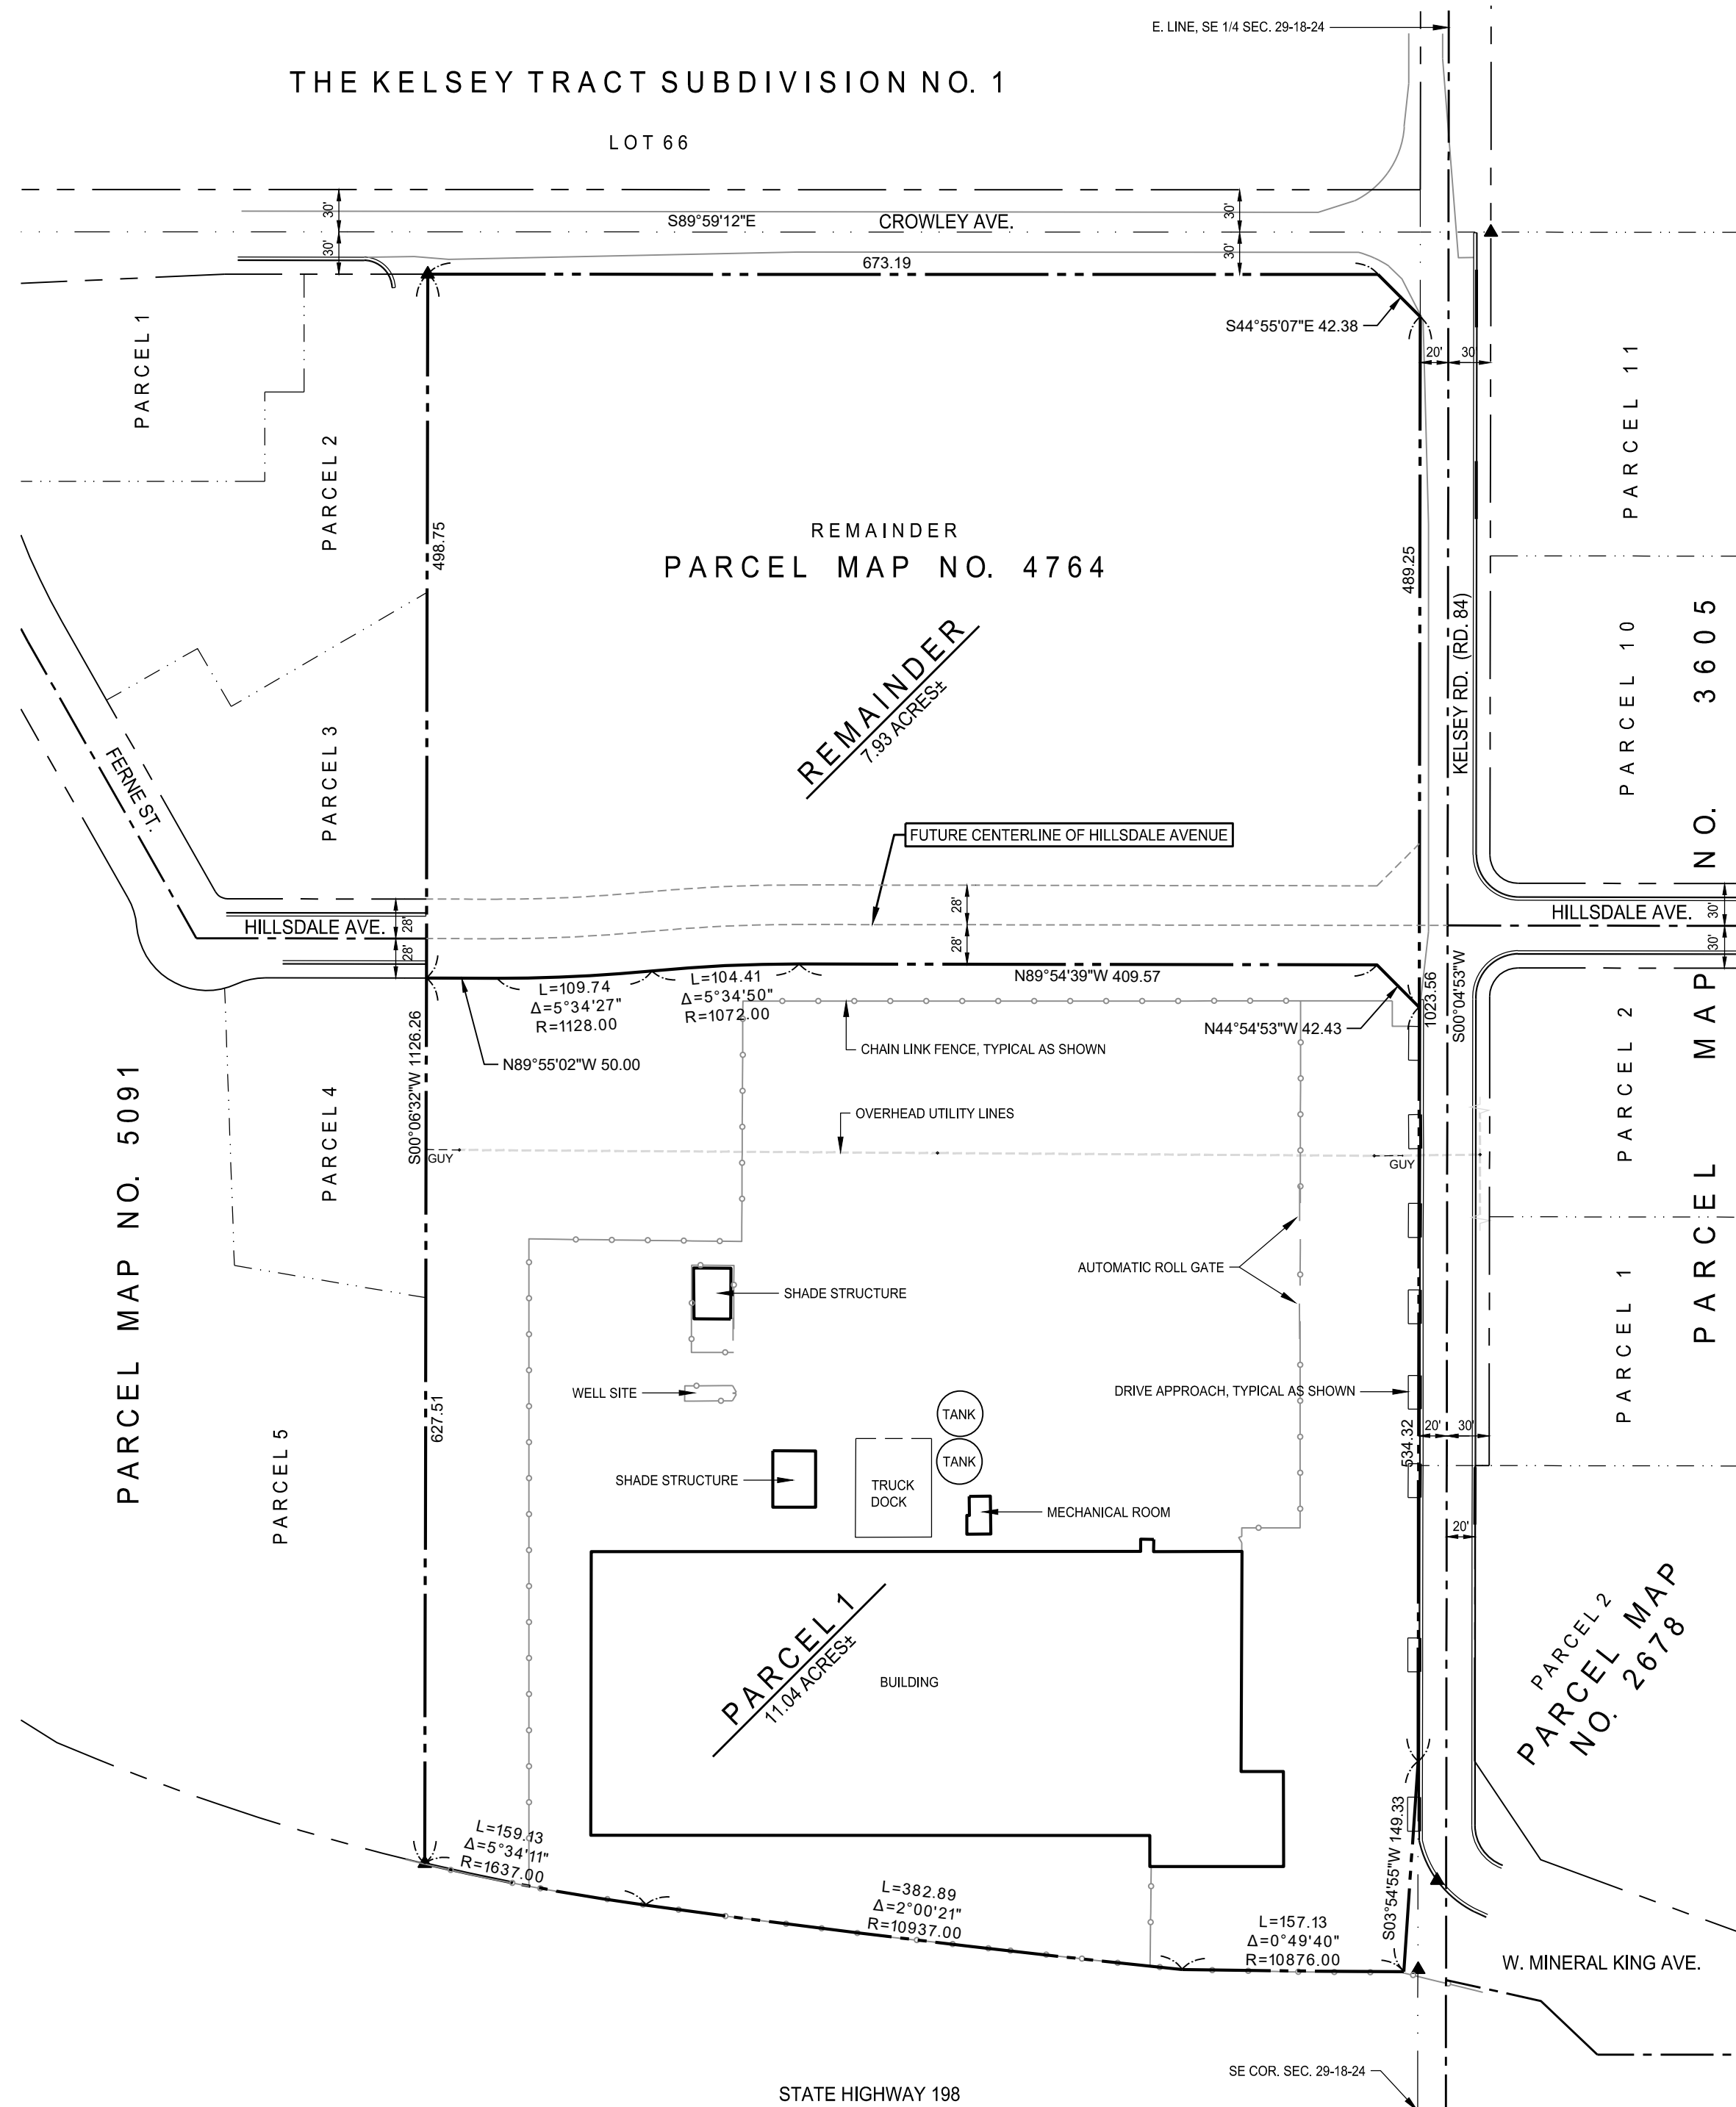 E. LINE, SE 1/4 SEC. 29-18-24
THE KELSEY TRACT SUBDIVISION NO. 1
LOT 66
30'
30'
S89°59'12"E
CROWLEY AVE.
30'
30'
673.19
S44°55'07"E 42.38
20'
30'
PARCEL 1
PARCEL 2
PARCEL 11
498.75
REMAINDER
PARCEL MAP NO. 4764
489.25
KELSEY RD. (RD. 84)
PARCEL 10
REMAINDER
7.93 ACRES±
PARCEL 3
FERNE ST.
FUTURE CENTERLINE OF HILLSDALE AVENUE
HILLSDALE AVE.
28'
28'
28'
28'
HILLSDALE AVE.
30'
30'
L=109.74
Δ=5°34'27"
R=1128.00
L=104.41
Δ=5°34'50"
R=1072.00
N89°54'39"W 409.57
1023.56
S00°04'53"W
N44°54'53"W 42.43
N89°55'02"W 50.00
CHAIN LINK FENCE, TYPICAL AS SHOWN
S00°06'32"W 1126.26
PARCEL 4
PARCEL 2
PARCEL MAP NO. 5091
PARCEL MAP NO. 3605
OVERHEAD UTILITY LINES
GUY
GUY
AUTOMATIC ROLL GATE
SHADE STRUCTURE
PARCEL 1
WELL SITE
DRIVE APPROACH, TYPICAL AS SHOWN
TANK
TANK
627.51
534.32
20'
30'
PARCEL 5
SHADE STRUCTURE
TRUCK
DOCK
MECHANICAL ROOM
20'
PARCEL 1
11.04 ACRES±
BUILDING
PARCEL 2
PARCEL MAP
NO. 2678
L=159.13
Δ=5°34'11"
R=1637.00
L=382.89
Δ=2°00'21"
R=10937.00
L=157.13
Δ=0°49'40"
R=10876.00
S03°54'55"W 149.33
W. MINERAL KING AVE.
SE COR. SEC. 29-18-24
STATE HIGHWAY 198